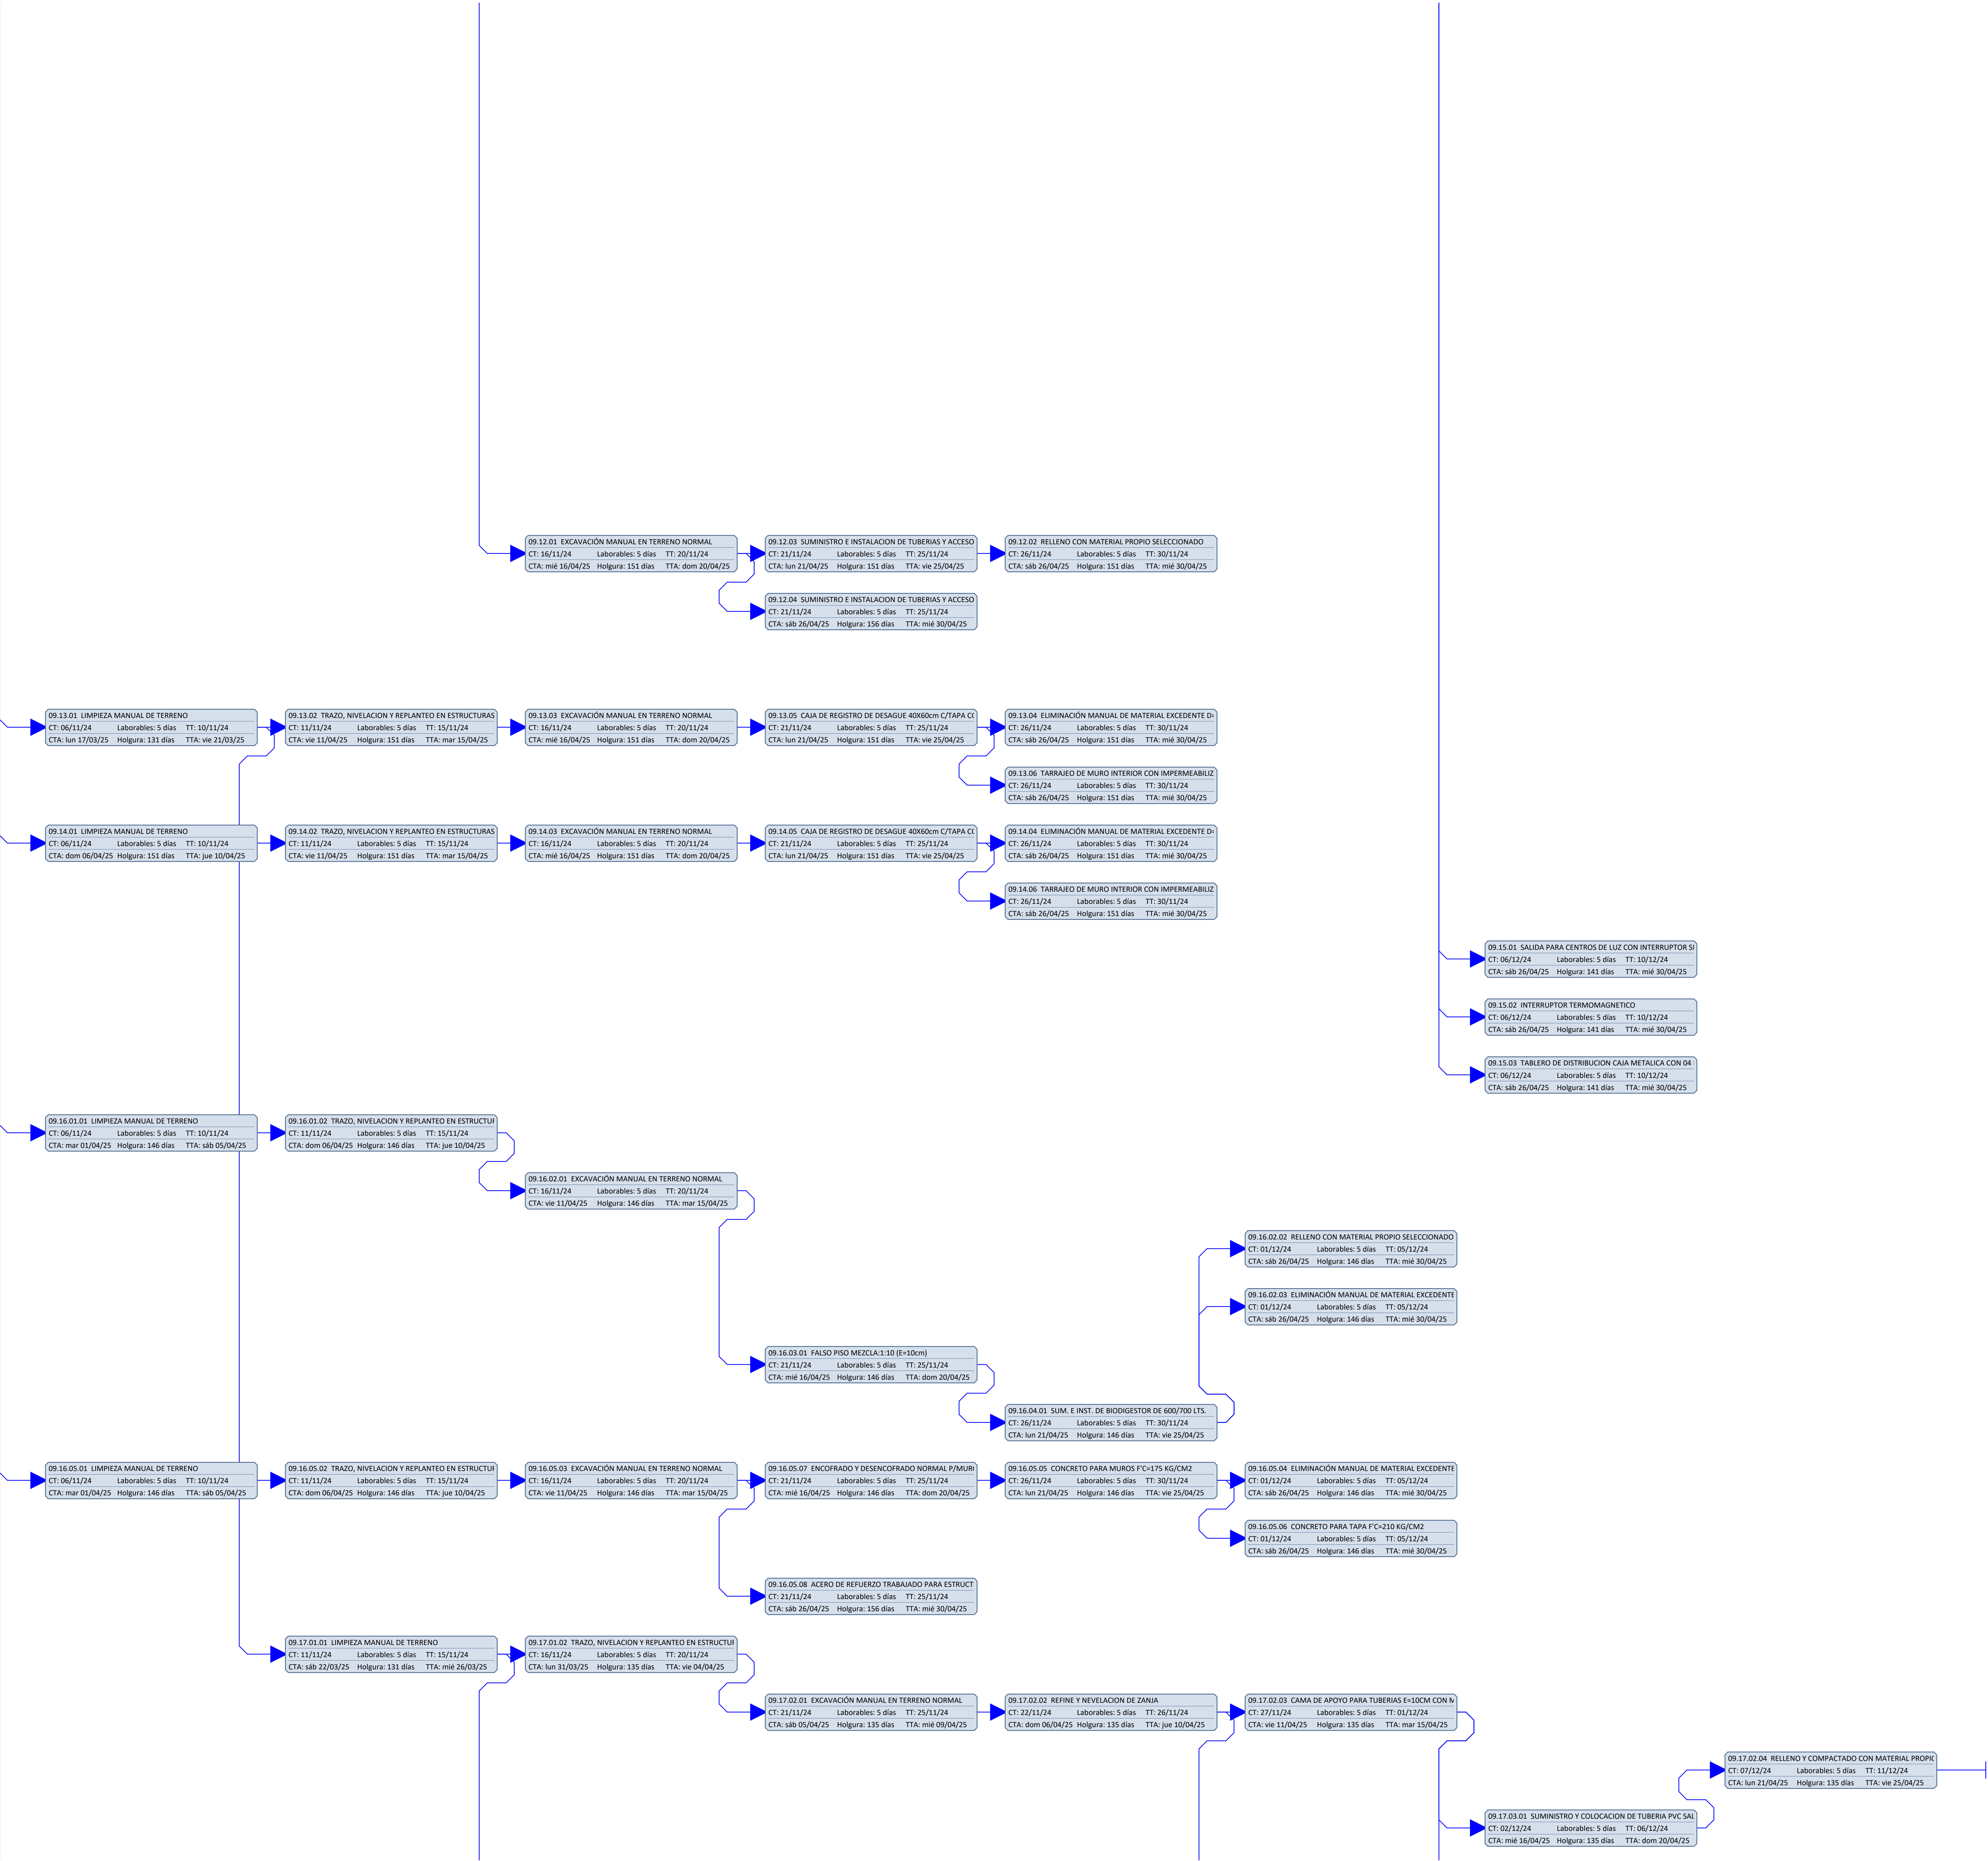 09.12.01  EXCAVACIÓN MANUAL EN TERRENO NORMAL
CT: 16/11/24 Laborables: 5 días TT: 20/11/24
CTA: mié 16/04/25 Holgura: 151 días TTA: dom 20/04/25
09.12.03  SUMINISTRO E INSTALACION DE TUBERIAS Y ACCESO
CT: 21/11/24 Laborables: 5 días TT: 25/11/24
CTA: lun 21/04/25 Holgura: 151 días TTA: vie 25/04/25
09.12.02  RELLENO CON MATERIAL PROPIO SELECCIONADO
CT: 26/11/24 Laborables: 5 días TT: 30/11/24
CTA: sáb 26/04/25 Holgura: 151 días TTA: mié 30/04/25
09.12.04  SUMINISTRO E INSTALACION DE TUBERIAS Y ACCESO
CT: 21/11/24 Laborables: 5 días TT: 25/11/24
CTA: sáb 26/04/25 Holgura: 156 días TTA: mié 30/04/25
09.13.01  LIMPIEZA MANUAL DE TERRENO
CT: 06/11/24 Laborables: 5 días TT: 10/11/24
CTA: lun 17/03/25 Holgura: 131 días TTA: vie 21/03/25
09.13.02  TRAZO, NIVELACION Y REPLANTEO EN ESTRUCTURAS
CT: 11/11/24 Laborables: 5 días TT: 15/11/24
CTA: vie 11/04/25 Holgura: 151 días TTA: mar 15/04/25
09.13.03  EXCAVACIÓN MANUAL EN TERRENO NORMAL
CT: 16/11/24 Laborables: 5 días TT: 20/11/24
CTA: mié 16/04/25 Holgura: 151 días TTA: dom 20/04/25
09.13.05  CAJA DE REGISTRO DE DESAGUE 40X60cm C/TAPA CO
CT: 21/11/24 Laborables: 5 días TT: 25/11/24
CTA: lun 21/04/25 Holgura: 151 días TTA: vie 25/04/25
09.13.04  ELIMINACIÓN MANUAL DE MATERIAL EXCEDENTE D=
CT: 26/11/24 Laborables: 5 días TT: 30/11/24
CTA: sáb 26/04/25 Holgura: 151 días TTA: mié 30/04/25
09.13.06  TARRAJEO DE MURO INTERIOR CON IMPERMEABILIZ
CT: 26/11/24 Laborables: 5 días TT: 30/11/24
CTA: sáb 26/04/25 Holgura: 151 días TTA: mié 30/04/25
09.14.01  LIMPIEZA MANUAL DE TERRENO
CT: 06/11/24 Laborables: 5 días TT: 10/11/24
CTA: dom 06/04/25 Holgura: 151 días TTA: jue 10/04/25
09.14.02  TRAZO, NIVELACION Y REPLANTEO EN ESTRUCTURAS
CT: 11/11/24 Laborables: 5 días TT: 15/11/24
CTA: vie 11/04/25 Holgura: 151 días TTA: mar 15/04/25
09.14.03  EXCAVACIÓN MANUAL EN TERRENO NORMAL
CT: 16/11/24 Laborables: 5 días TT: 20/11/24
CTA: mié 16/04/25 Holgura: 151 días TTA: dom 20/04/25
09.14.05  CAJA DE REGISTRO DE DESAGUE 40X60cm C/TAPA CO
CT: 21/11/24 Laborables: 5 días TT: 25/11/24
CTA: lun 21/04/25 Holgura: 151 días TTA: vie 25/04/25
09.14.04  ELIMINACIÓN MANUAL DE MATERIAL EXCEDENTE D=
CT: 26/11/24 Laborables: 5 días TT: 30/11/24
CTA: sáb 26/04/25 Holgura: 151 días TTA: mié 30/04/25
09.14.06  TARRAJEO DE MURO INTERIOR CON IMPERMEABILIZ
CT: 26/11/24 Laborables: 5 días TT: 30/11/24
CTA: sáb 26/04/25 Holgura: 151 días TTA: mié 30/04/25
09.15.01  SALIDA PARA CENTROS DE LUZ CON INTERRUPTOR SI
CT: 06/12/24 Laborables: 5 días TT: 10/12/24
CTA: sáb 26/04/25 Holgura: 141 días TTA: mié 30/04/25
09.15.02  INTERRUPTOR TERMOMAGNETICO
CT: 06/12/24 Laborables: 5 días TT: 10/12/24
CTA: sáb 26/04/25 Holgura: 141 días TTA: mié 30/04/25
09.15.03  TABLERO DE DISTRIBUCION CAJA METALICA CON 04
CT: 06/12/24 Laborables: 5 días TT: 10/12/24
CTA: sáb 26/04/25 Holgura: 141 días TTA: mié 30/04/25
09.16.01.01  LIMPIEZA MANUAL DE TERRENO
CT: 06/11/24 Laborables: 5 días TT: 10/11/24
CTA: mar 01/04/25 Holgura: 146 días TTA: sáb 05/04/25
09.16.01.02  TRAZO, NIVELACION Y REPLANTEO EN ESTRUCTUR
CT: 11/11/24 Laborables: 5 días TT: 15/11/24
CTA: dom 06/04/25 Holgura: 146 días TTA: jue 10/04/25
09.16.02.01  EXCAVACIÓN MANUAL EN TERRENO NORMAL
CT: 16/11/24 Laborables: 5 días TT: 20/11/24
CTA: vie 11/04/25 Holgura: 146 días TTA: mar 15/04/25
09.16.02.02  RELLENO CON MATERIAL PROPIO SELECCIONADO
CT: 01/12/24 Laborables: 5 días TT: 05/12/24
CTA: sáb 26/04/25 Holgura: 146 días TTA: mié 30/04/25
09.16.02.03  ELIMINACIÓN MANUAL DE MATERIAL EXCEDENTE
CT: 01/12/24 Laborables: 5 días TT: 05/12/24
CTA: sáb 26/04/25 Holgura: 146 días TTA: mié 30/04/25
09.16.03.01  FALSO PISO MEZCLA:1:10 (E=10cm)
CT: 21/11/24 Laborables: 5 días TT: 25/11/24
CTA: mié 16/04/25 Holgura: 146 días TTA: dom 20/04/25
09.16.04.01  SUM. E INST. DE BIODIGESTOR DE 600/700 LTS.
CT: 26/11/24 Laborables: 5 días TT: 30/11/24
CTA: lun 21/04/25 Holgura: 146 días TTA: vie 25/04/25
09.16.05.01  LIMPIEZA MANUAL DE TERRENO
CT: 06/11/24 Laborables: 5 días TT: 10/11/24
CTA: mar 01/04/25 Holgura: 146 días TTA: sáb 05/04/25
09.16.05.02  TRAZO, NIVELACION Y REPLANTEO EN ESTRUCTUR
CT: 11/11/24 Laborables: 5 días TT: 15/11/24
CTA: dom 06/04/25 Holgura: 146 días TTA: jue 10/04/25
09.16.05.03  EXCAVACIÓN MANUAL EN TERRENO NORMAL
CT: 16/11/24 Laborables: 5 días TT: 20/11/24
CTA: vie 11/04/25 Holgura: 146 días TTA: mar 15/04/25
09.16.05.07  ENCOFRADO Y DESENCOFRADO NORMAL P/MURO
CT: 21/11/24 Laborables: 5 días TT: 25/11/24
CTA: mié 16/04/25 Holgura: 146 días TTA: dom 20/04/25
09.16.05.05  CONCRETO PARA MUROS F'C=175 KG/CM2
CT: 26/11/24 Laborables: 5 días TT: 30/11/24
CTA: lun 21/04/25 Holgura: 146 días TTA: vie 25/04/25
09.16.05.04  ELIMINACIÓN MANUAL DE MATERIAL EXCEDENTE
CT: 01/12/24 Laborables: 5 días TT: 05/12/24
CTA: sáb 26/04/25 Holgura: 146 días TTA: mié 30/04/25
09.16.05.06  CONCRETO PARA TAPA F'C=210 KG/CM2
CT: 01/12/24 Laborables: 5 días TT: 05/12/24
CTA: sáb 26/04/25 Holgura: 146 días TTA: mié 30/04/25
09.16.05.08  ACERO DE REFUERZO TRABAJADO PARA ESTRUCT
CT: 21/11/24 Laborables: 5 días TT: 25/11/24
CTA: sáb 26/04/25 Holgura: 156 días TTA: mié 30/04/25
09.17.01.01  LIMPIEZA MANUAL DE TERRENO
CT: 11/11/24 Laborables: 5 días TT: 15/11/24
CTA: sáb 22/03/25 Holgura: 131 días TTA: mié 26/03/25
09.17.01.02  TRAZO, NIVELACION Y REPLANTEO EN ESTRUCTUR
CT: 16/11/24 Laborables: 5 días TT: 20/11/24
CTA: lun 31/03/25 Holgura: 135 días TTA: vie 04/04/25
09.17.02.01  EXCAVACIÓN MANUAL EN TERRENO NORMAL
CT: 21/11/24 Laborables: 5 días TT: 25/11/24
CTA: sáb 05/04/25 Holgura: 135 días TTA: mié 09/04/25
09.17.02.02  REFINE Y NEVELACION DE ZANJA
CT: 22/11/24 Laborables: 5 días TT: 26/11/24
CTA: dom 06/04/25 Holgura: 135 días TTA: jue 10/04/25
09.17.02.03  CAMA DE APOYO PARA TUBERIAS E=10CM CON M
CT: 27/11/24 Laborables: 5 días TT: 01/12/24
CTA: vie 11/04/25 Holgura: 135 días TTA: mar 15/04/25
09.17.02.04  RELLENO Y COMPACTADO CON MATERIAL PROPIO
CT: 07/12/24 Laborables: 5 días TT: 11/12/24
CTA: lun 21/04/25 Holgura: 135 días TTA: vie 25/04/25
09.17.03.01  SUMINISTRO Y COLOCACION DE TUBERIA PVC SAL
CT: 02/12/24 Laborables: 5 días TT: 06/12/24
CTA: mié 16/04/25 Holgura: 135 días TTA: dom 20/04/25